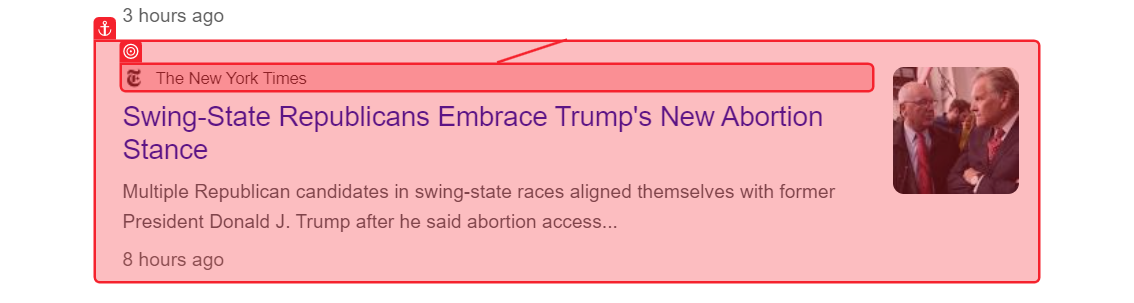 3 hours ago
The New York Times
Swing-State Republicans Embrace Trump's New Abortion
Stance
Multiple Republican candidates in swing-state races aligned themselves with former
President Donald J. Trump after he said abortion access...
8 hours ago